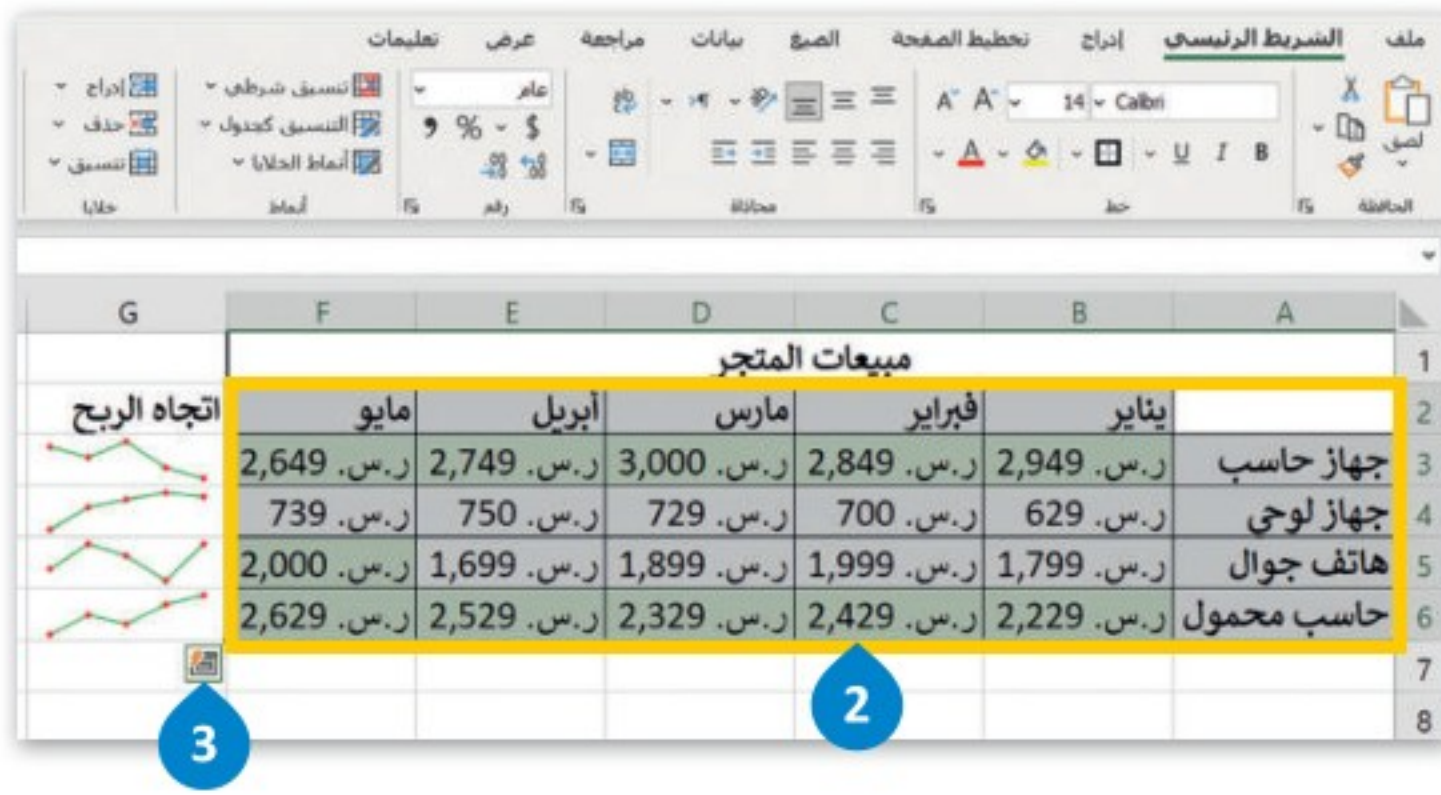 ملف الشريط الرئيسي إدراج تخطيط الصفحة الصيغ بيانات مراجعة عرض تعليمات
Calibri 14 عام تنسيق شرطي إدراج
لصق $ % التنسيق كجدول حذف
B I U أنماط الخلايا تنسيق
الحافظة خط محاذاة رقم أنماط خلايا
A B C D E F G
1 مبيعات المتجر
2 يناير فبراير مارس أبريل مايو اتجاه الربح
3 جهاز حاسب ر.س. 2,949 ر.س. 2,849 ر.س. 3,000 ر.س. 2,749 ر.س. 2,649
4 جهاز لوحي ر.س. 629 ر.س. 700 ر.س. 729 ر.س. 750 ر.س. 739
5 هاتف جوال ر.س. 1,799 ر.س. 1,999 ر.س. 1,899 ر.س. 1,699 ر.س. 2,000
6 حاسب محمول ر.س. 2,229 ر.س. 2,429 ر.س. 2,329 ر.س. 2,529 ر.س. 2,629
7
8
2
3